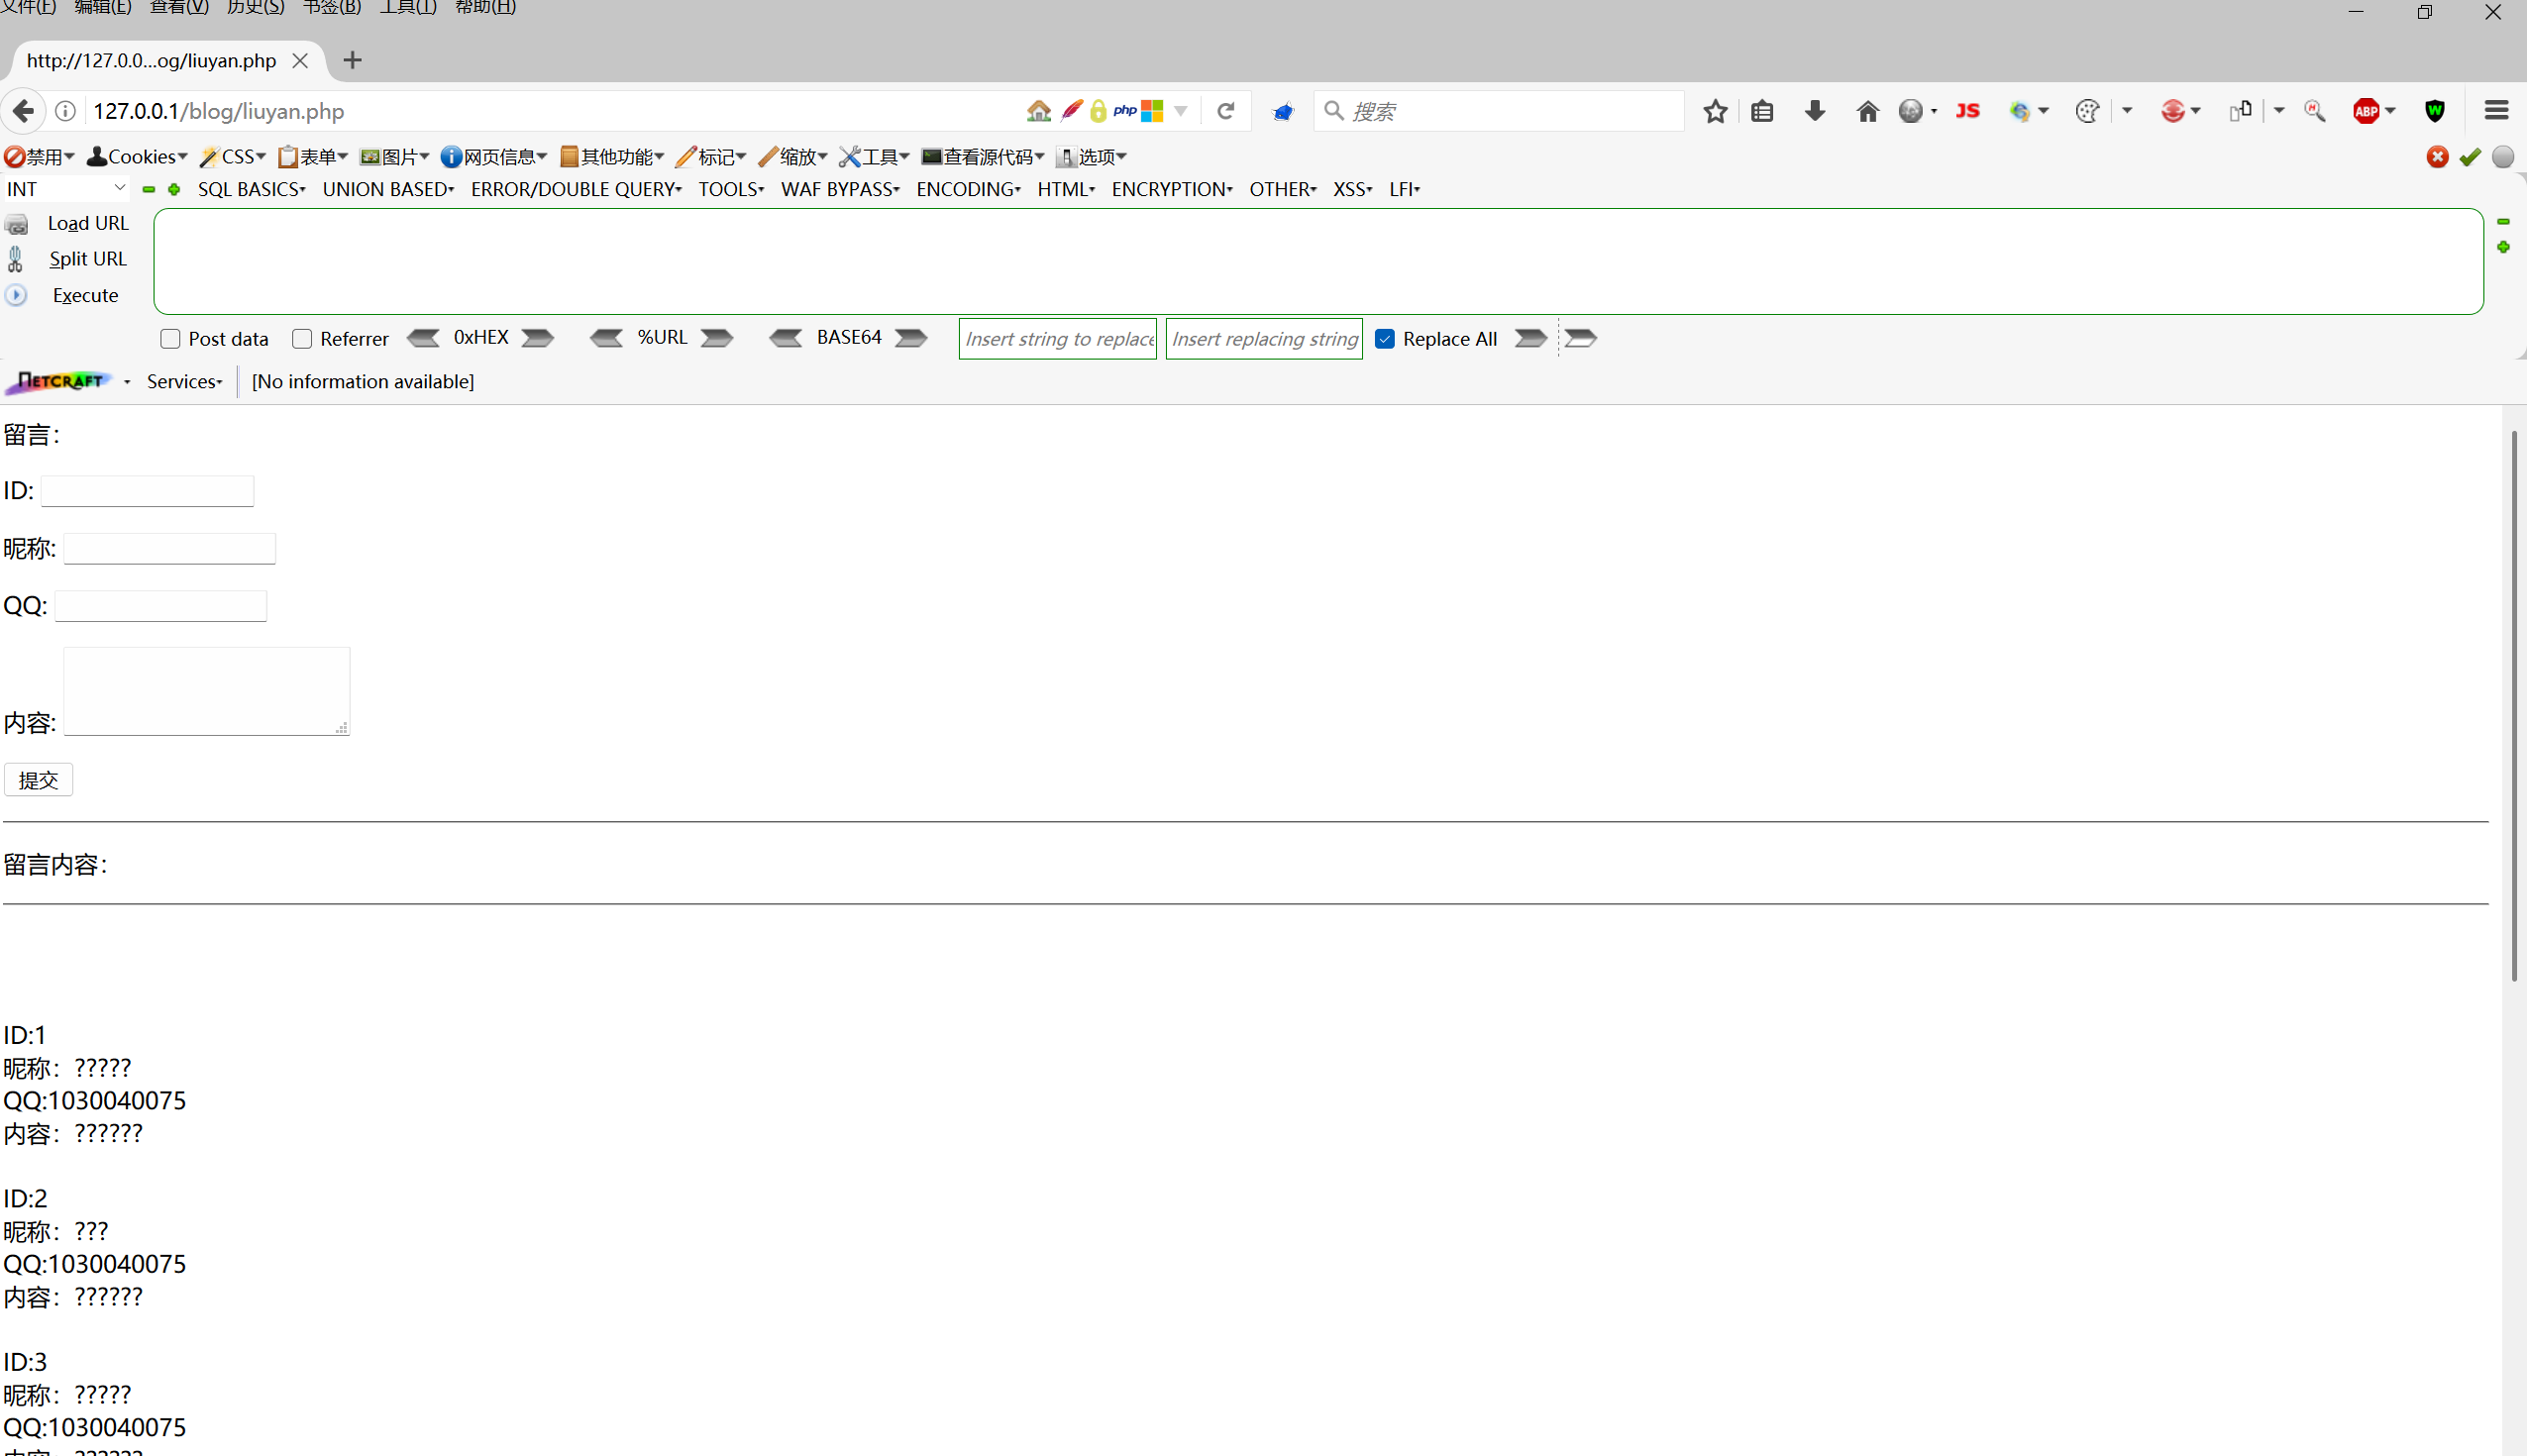 文件(F) 编辑(E) 查看(V) 历史(S) 书签(B) 工具(T) 帮助(H)
http://127.0.0...og/liuyan.php
127.0.0.1/blog/liuyan.php php 搜索 JS ABP W
禁用 Cookies CSS 表单 图片 网页信息 其他功能 标记 缩放 工具 查看源代码 选项
INT SQL BASICS UNION BASED ERROR/DOUBLE QUERY TOOLS WAF BYPASS ENCODING HTML ENCRYPTION OTHER XSS LFI
Load URL
Split URL
Execute
Post data Referrer 0xHEX %URL BASE64 Insert string to replace Insert replacing string Replace All
NETCRAFT Services [No information available]
留言：
ID:
昵称:
QQ:
内容:
提交
留言内容：
ID:1
昵称：?????
QQ:1030040075
内容：??????
ID:2
昵称：???
QQ:1030040075
内容：??????
ID:3
昵称：?????
QQ:1030040075
内容：??????